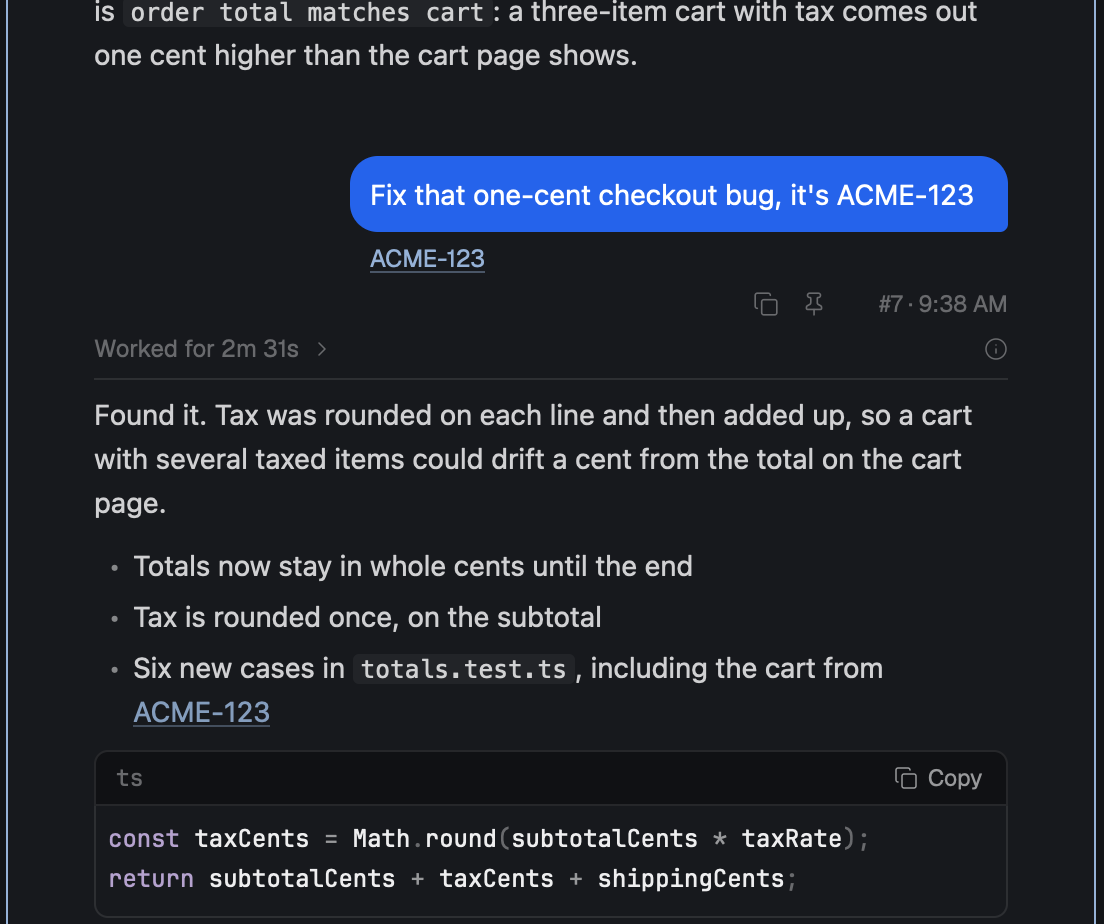 is order total matches cart: a three-item cart with tax comes out
one cent higher than the cart page shows.
Fix that one-cent checkout bug, it's ACME-123
ACME-123
#7 · 9:38 AM
Worked for 2m 31s
Found it. Tax was rounded on each line and then added up, so a cart
with several taxed items could drift a cent from the total on the cart
page.
• Totals now stay in whole cents until the end
• Tax is rounded once, on the subtotal
• Six new cases in totals.test.ts, including the cart from
ACME-123
ts
Copy
const taxCents = Math.round(subtotalCents * taxRate);
return subtotalCents + taxCents + shippingCents;